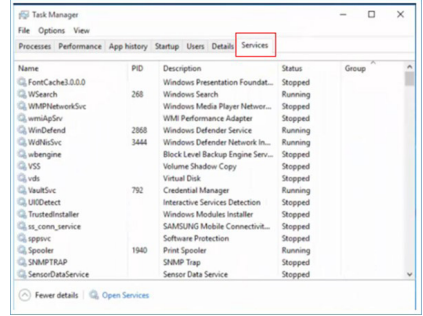 Task Manager
File Options View
Processes Performance App history Startup Users Details Services
Name PID Description Status Group
FontCache3.0.0.0 Windows Presentation Foundat... Stopped
WSearch 268 Windows Search Running
WMPNetworkSvc Windows Media Player Networ... Stopped
wmiApSrv WMI Performance Adapter Stopped
WinDefend 2868 Windows Defender Service Running
WdNisSvc 3444 Windows Defender Network In... Running
wbengine Block Level Backup Engine Serv... Stopped
VSS Volume Shadow Copy Stopped
vds Virtual Disk Stopped
VaultSvc 792 Credential Manager Running
UI0Detect Interactive Services Detection Stopped
TrustedInstaller Windows Modules Installer Stopped
ss_conn_service SAMSUNG Mobile Connectivit... Stopped
sppsvc Software Protection Stopped
Spooler 1940 Print Spooler Running
SNMPTRAP SNMP Trap Stopped
SensorDataService Sensor Data Service Stopped
Fewer details Open Services